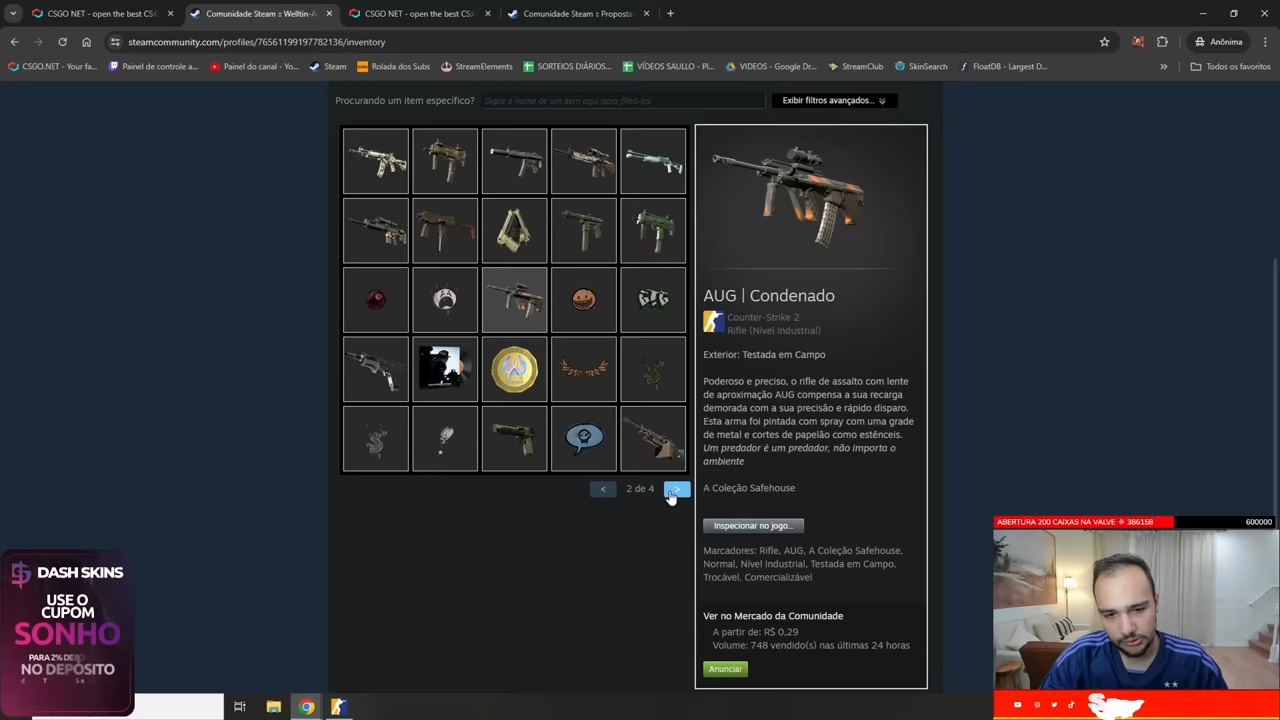 CSGO.NET - open the best CS:
Comunidade Steam :: Welltin-A
CSGO NET - open the best CS:
Comunidade Steam :: Proposta
steamcommunity.com/profiles/76561199197782136/inventory
Anônima
CSGO.NET - Your fa...
Painel de controle a...
Painel do canal - Yo...
Steam
Rolada dos Subs
StreamElements
SORTEIOS DIÁRIOS...
VÍDEOS SAULLO - Pl...
VIDEOS - Google Dr...
StreamClub
SkinSearch
FloatDB - Largest D...
Todos os favoritos
Procurando um item específico?
Digite o nome de um item aqui para filtrá-los
Exibir filtros avançados...
AUG | Condenado
Counter-Strike 2
Rifle (Nível Industrial)
Exterior: Testada em Campo
Poderoso e preciso, o rifle de assalto com lente
de aproximação AUG compensa a sua recarga
demorada com a sua precisão e rápido disparo.
Esta arma foi pintada com spray com uma grade
de metal e cortes de papelão como estênceis.
Um predador é um predador, não importa o
ambiente
A Coleção Safehouse
Inspecionar no jogo...
Marcadores: Rifle, AUG, A Coleção Safehouse,
Normal, Nível Industrial, Testada em Campo,
Trocável, Comercializável
Ver no Mercado da Comunidade
A partir de: R$ 0,29
Volume: 748 vendido(s) nas últimas 24 horas
Anunciar
< 2 de 4 >
ABERTURA 200 CAIXAS NA VALVE 386158 600000
DASH SKINS
USE O
CUPOM
SONHO
NO DEPÓSITO